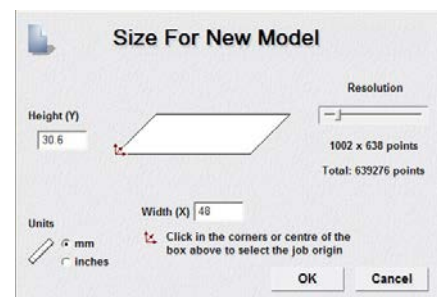 Size For New Model
Resolution
Height (Y)
30.6
1002 x 638 points
Total: 639276 points
Width (X) 48
Units
mm
inches
Click in the corners or centre of the
box above to select the job origin
OK Cancel